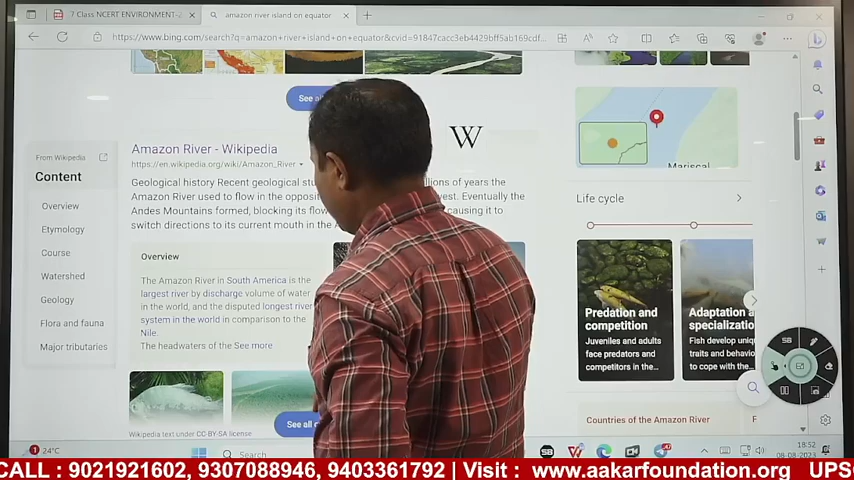 7 Class NCERT ENVIRONMENT-
amazon river island on equator
https://www.bing.com/search?q=amazon+river+island+on+equator&cvid=91847cacc3eb4429bff5abf9169cdf...
See all
Mariscal
From Wikipedia
Content
Overview
Etymology
Course
Watershed
Geology
Flora and fauna
Major tributaries
Amazon River - Wikipedia
https://en.wikipedia.org/wiki/Amazon_River
W
Geological history Recent geological illions of years the
Amazon River used to flow in the west. Eventually the
Andes Mountains formed, blocking its flow causing it to
switch directions to its current mouth in the
Overview
The Amazon River in South America is the
largest river by discharge volume of water
in the world, and the disputed longest river
system in the world in comparison to the
Nile.
The headwaters of the See more
See all
Wikipedia text under CC-BY-SA license
Life cycle
Predation and
competition
Juveniles and adults
face predators and
competitors in the...
Adaptation
specializatio
Fish develop uniq
traits and behavio
to cope with the...
SB
Countries of the Amazon River
F
1
24°C
Search
18:52
08-08-2023
CALL : 9021921602, 9307088946, 9403361792 | Visit : www.aakarfoundation.org UPS